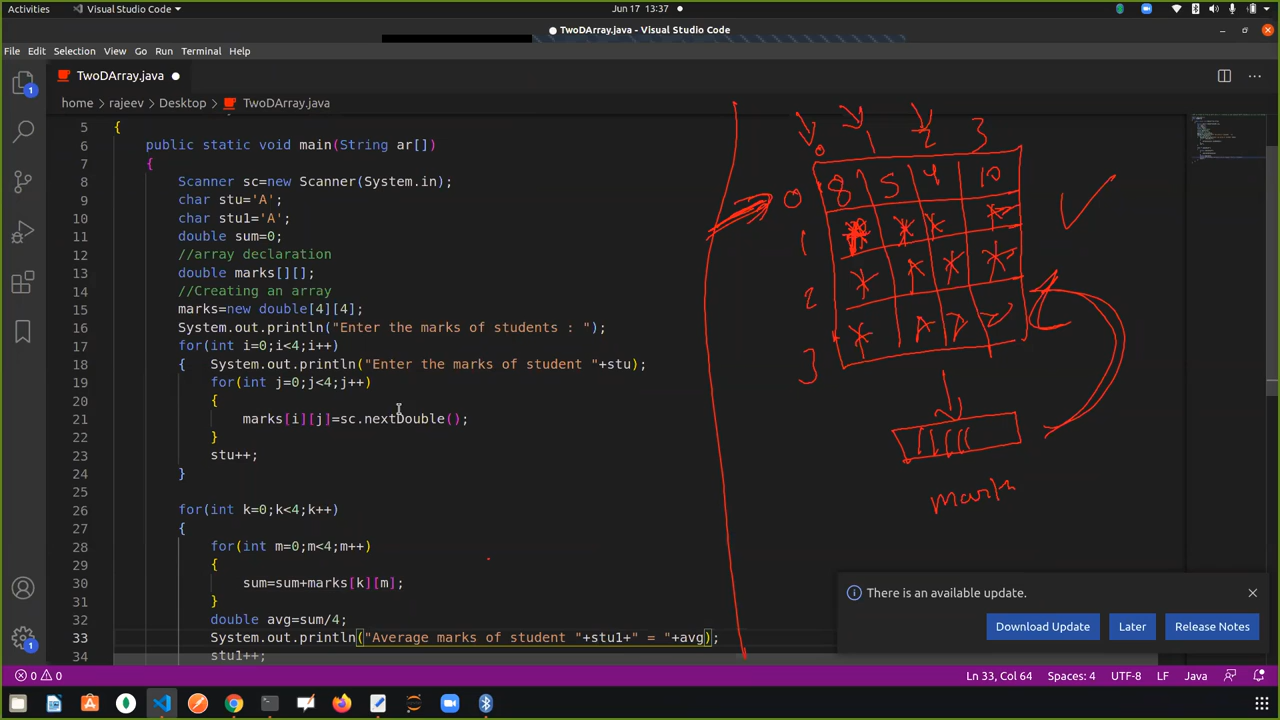 Activities
Visual Studio Code
Jun 17 13:37
TwoDArray.java - Visual Studio Code
File Edit Selection View Go Run Terminal Help
TwoDArray.java
home > rajeev > Desktop > TwoDArray.java
5 {
6 public static void main(String ar[])
7 {
8 Scanner sc=new Scanner(System.in);
9 char stu='A';
10 char stu1='A';
11 double sum=0;
12 //array declaration
13 double marks[][];
14 //Creating an array
15 marks=new double[4][4];
16 System.out.println("Enter the marks of students : ");
17 for(int i=0;i<4;i++)
18 { System.out.println("Enter the marks of student "+stu);
19 for(int j=0;j<4;j++)
20 {
21 marks[i][j]=sc.nextDouble();
22 }
23 stu++;
24 }
25
26 for(int k=0;k<4;k++)
27 {
28 for(int m=0;m<4;m++)
29 {
30 sum=sum+marks[k][m];
31 }
32 double avg=sum/4;
33 System.out.println("Average marks of student "+stu1+" = "+avg);
34 stu1++;
0 1 2 3
0 8 5 4 10
1
2
3
There is an available update.
Download Update Later Release Notes
0 0
Ln 33, Col 64 Spaces: 4 UTF-8 LF Java